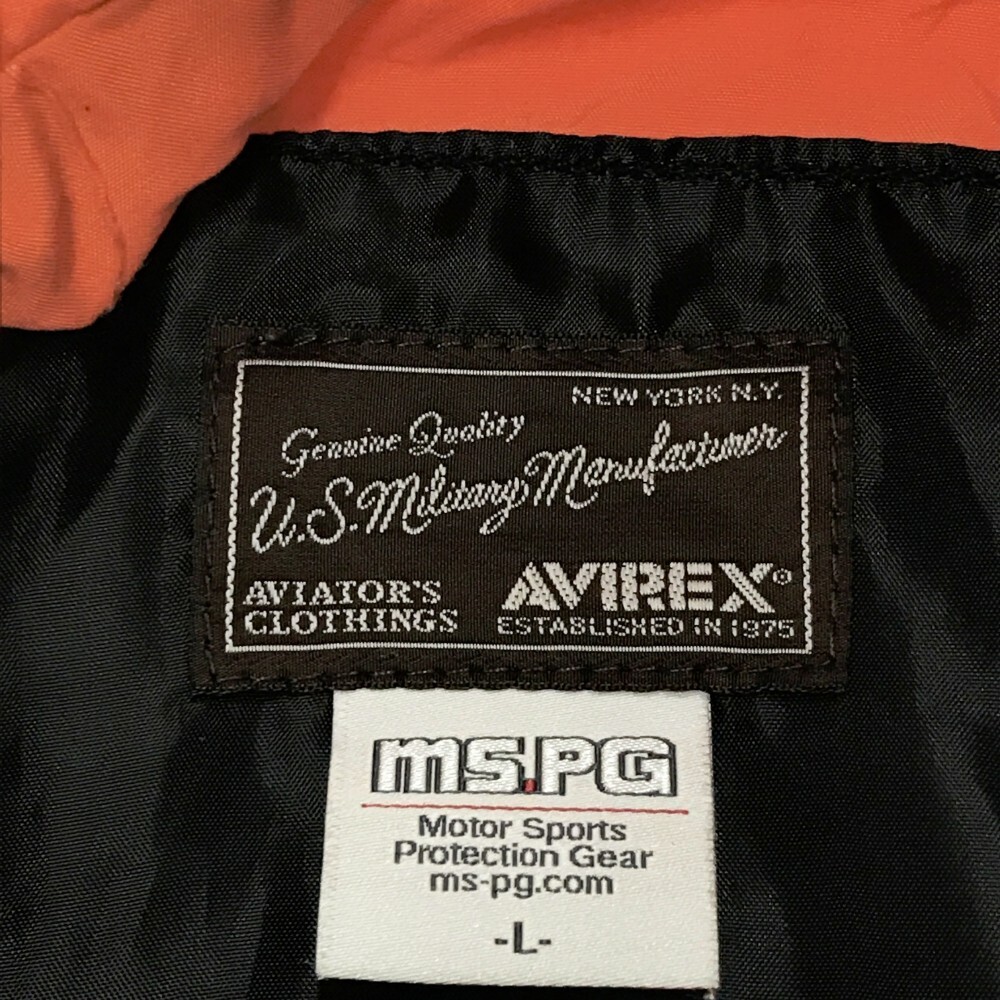 NEW YORK N.Y.
Genuine Quality
U.S. Military Manufacturer
AVIATOR'S
CLOTHINGS
AVIREX®
ESTABLISHED IN 1975
ms.PG
Motor Sports
Protection Gear
ms-pg.com
-L-